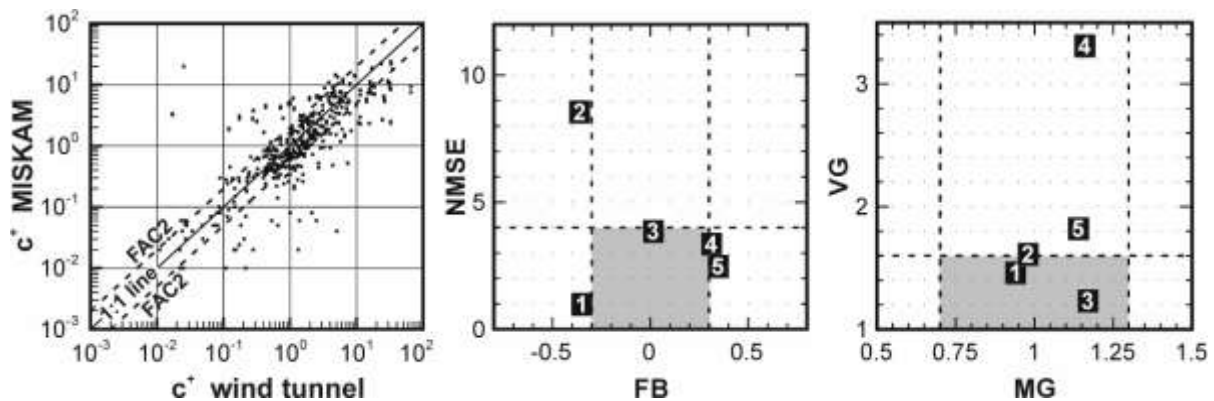 10²
10¹
10⁰
10⁻¹
10⁻²
10⁻³
c⁺ MISKAM
FAC2
1:1 line
FAC2
10⁻³ 10⁻² 10⁻¹ 10⁰ 10¹ 10² 
c⁺ wind tunnel
10
5
0
NMSE
2
3
4
5
1
-0.5 0 0.5
FB
3
2
1
VG
4
5
2
1
3
0.5 0.75 1 1.25 1.5
MG